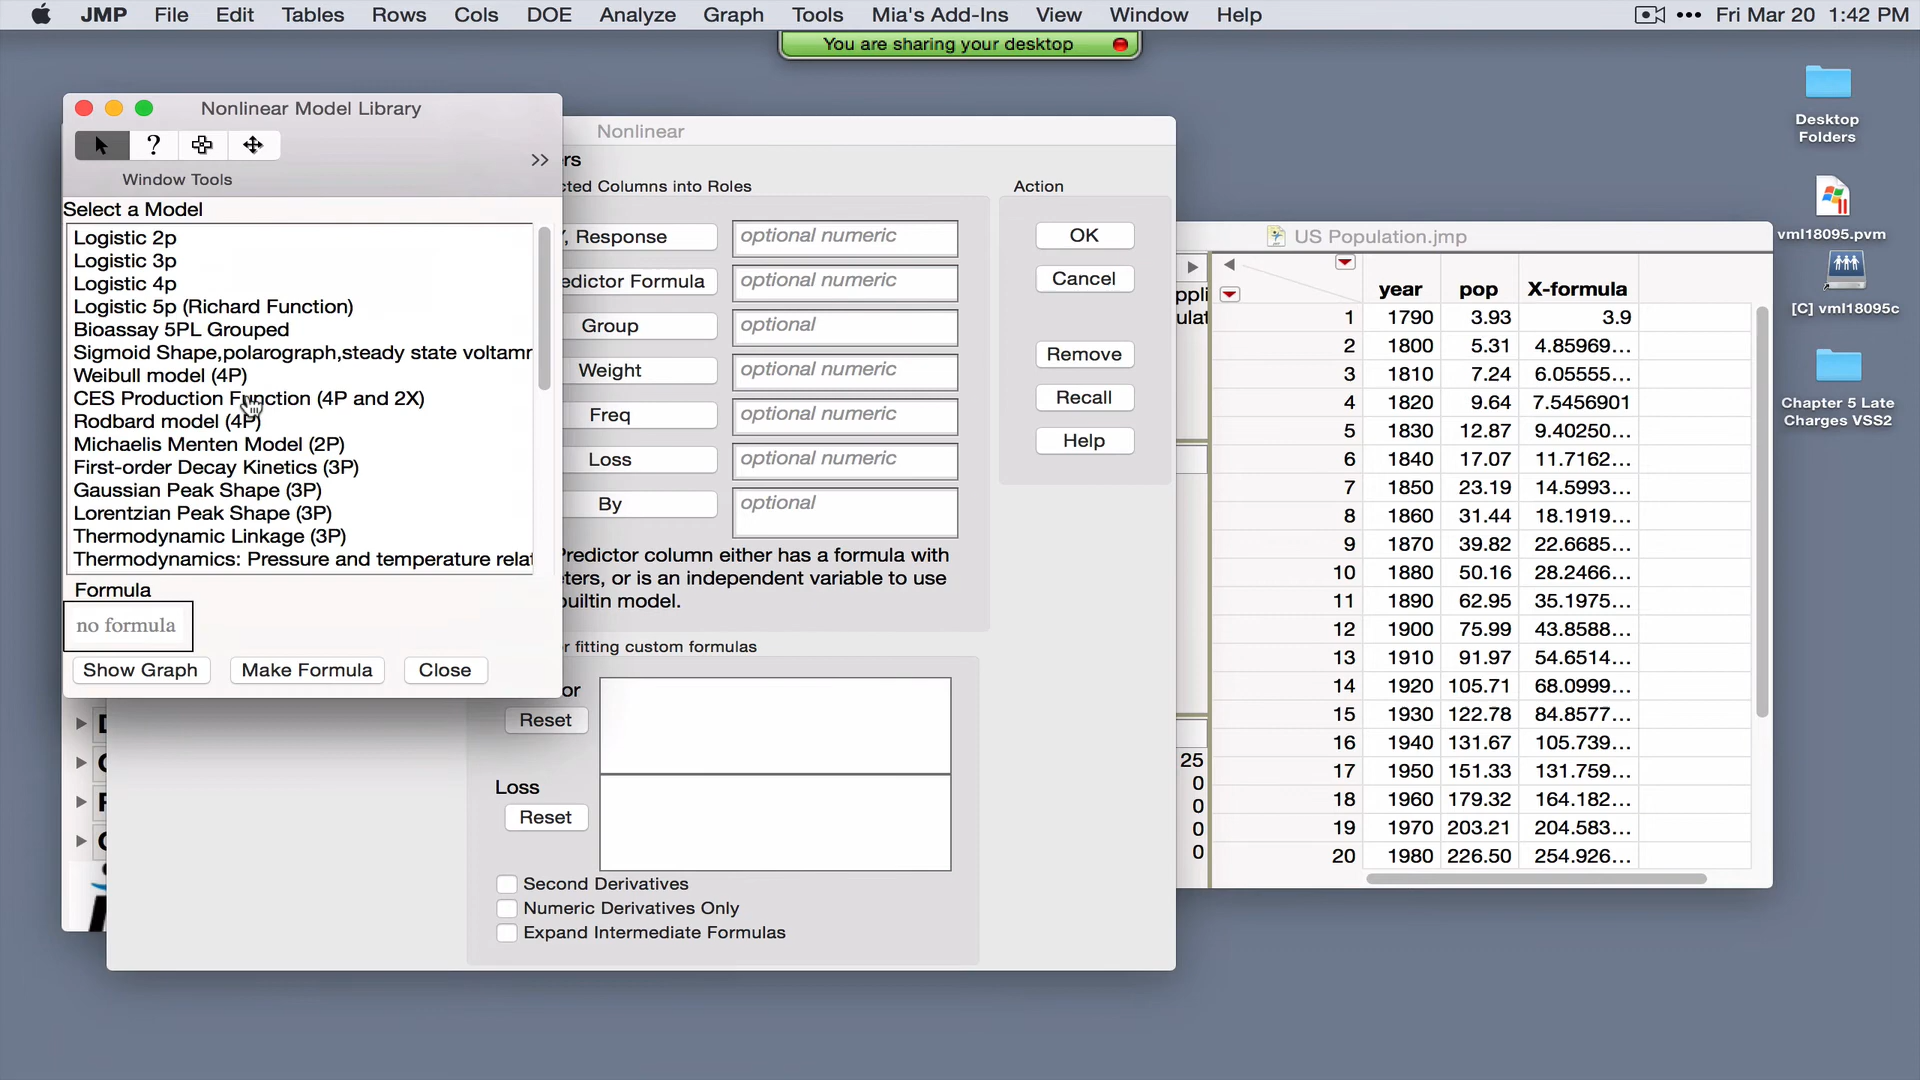 JMP File Edit Tables Rows Cols DOE Analyze Graph Tools Mia's Add-Ins View Window Help Fri Mar 20 1:42 PM
You are sharing your desktop
Desktop
Folders
vml18095.pvm
[C] vml18095c
Chapter 5 Late
Charges VSS2
Nonlinear Model Library
?
Window Tools
Select a Model
Logistic 2p
Logistic 3p
Logistic 4p
Logistic 5p (Richard Function)
Bioassay 5PL Grouped
Sigmoid Shape,polarograph,steady state
Weibull model (4P)
CES Production Function (4P and 2X)
Rodbard model (4P)
Michaelis Menten Model (2P)
First-order Decay Kinetics (3P)
Gaussian Peak Shape (3P)
Lorentzian Peak Shape (3P)
Thermodynamic Linkage (3P)
Thermodynamics: Pressure and temperature
Formula
no formula
Show Graph Make Formula Close
Nonlinear
Columns into Roles
Action
Y, Response optional numeric
Formula optional numeric
Group optional
Weight optional numeric
Freq optional numeric
Loss optional numeric
By optional
OK
Cancel
Remove
Recall
Help
Predictor column either has a formula with
or is an independent variable to use
model.
fitting custom formulas
Reset
Loss
Reset
Second Derivatives
Numeric Derivatives Only
Expand Intermediate Formulas
25
0
0
0
0
US Population.jmp
year pop X-formula
1 1790 3.93 3.9
2 1800 5.31 4.85969...
3 1810 7.24 6.05555...
4 1820 9.64 7.5456901
5 1830 12.87 9.40250...
6 1840 17.07 11.7162...
7 1850 23.19 14.5993...
8 1860 31.44 18.1919...
9 1870 39.82 22.6685...
10 1880 50.16 28.2466...
11 1890 62.95 35.1975...
12 1900 75.99 43.8588...
13 1910 91.97 54.6514...
14 1920 105.71 68.0999...
15 1930 122.78 84.8577...
16 1940 131.67 105.739...
17 1950 151.33 131.759...
18 1960 179.32 164.182...
19 1970 203.21 204.583...
20 1980 226.50 254.926...